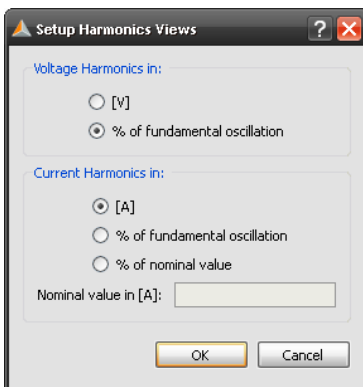 Setup Harmonics Views
Voltage Harmonics in:
[V]
% of fundamental oscillation
Current Harmonics in:
[A]
% of fundamental oscillation
% of nominal value
Nominal value in [A]:
OK Cancel